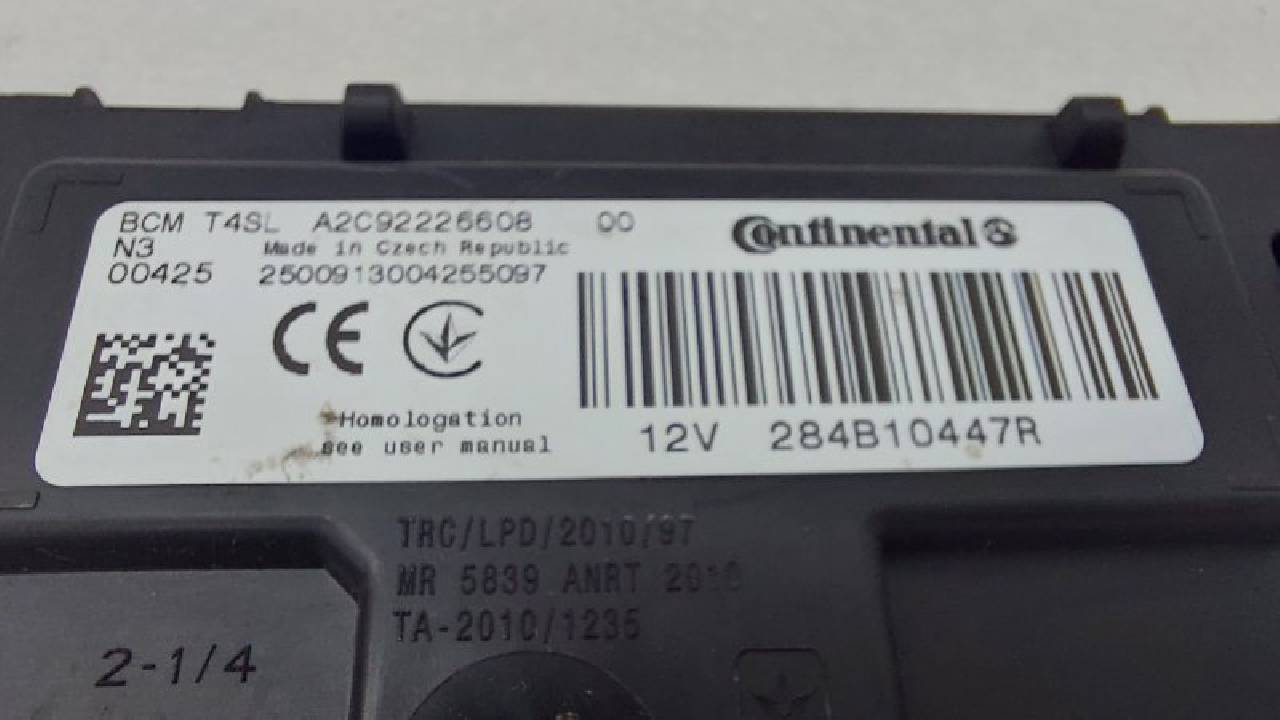 BCM T4SL A2C92226608 00
Continental
N3 Made in Czech Republic
00425 2500913004255097
CE
*Homologation
see user manual
12V 284B10447R
TRC/LPD/2010/97
MR 5839 ANRT
TA-2010/1235
2-1/4